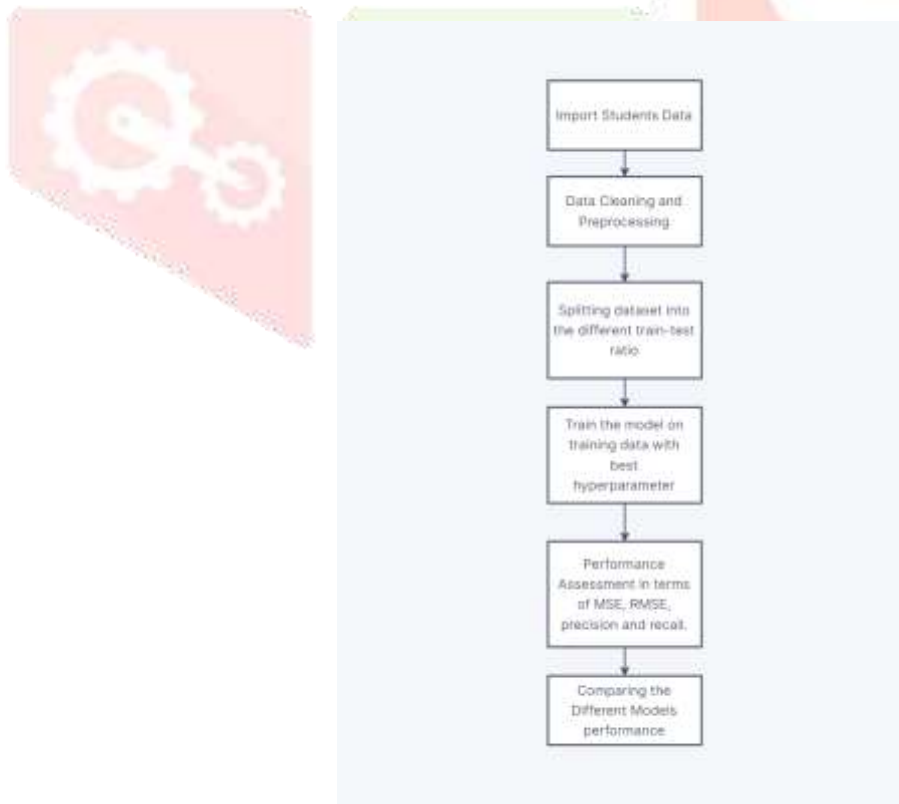 Import Students Data
Data Cleaning and
Preprocessing
Splitting dataset into
the different train-test
ratio
Train the model on
training data with
best
hyperparameter
Performance
Assessment in terms
of MSE, RMSE,
precision and recall.
Comparing the
Different Models
performance